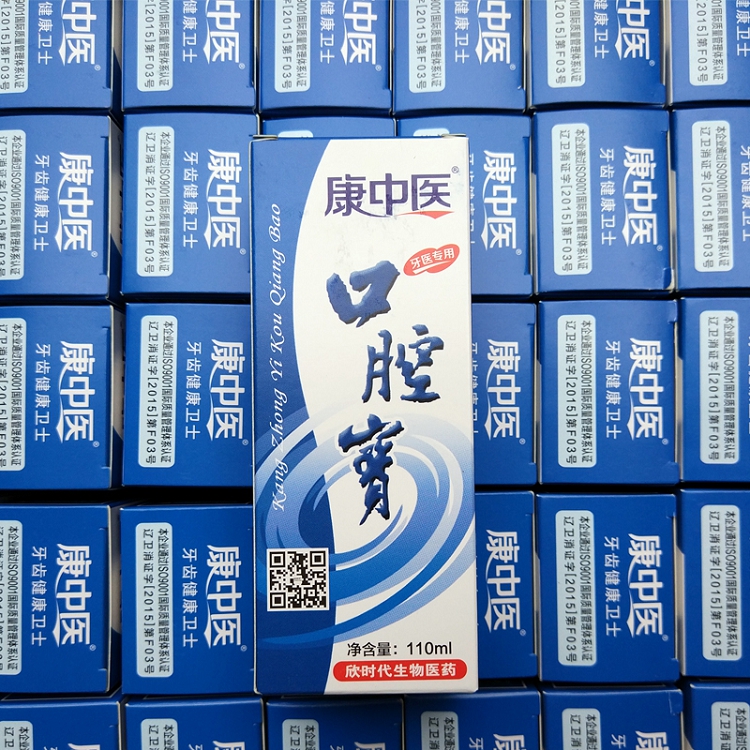 康中医®
牙医专用
口腔寶
Kang Zhong Yi Kou Qiang Bao
净含量：110ml
欣时代生物医药
康中医
牙齿健康卫士
本企业通过ISO9001国际质量管理体系认证
辽卫消证字[2015]第F03号